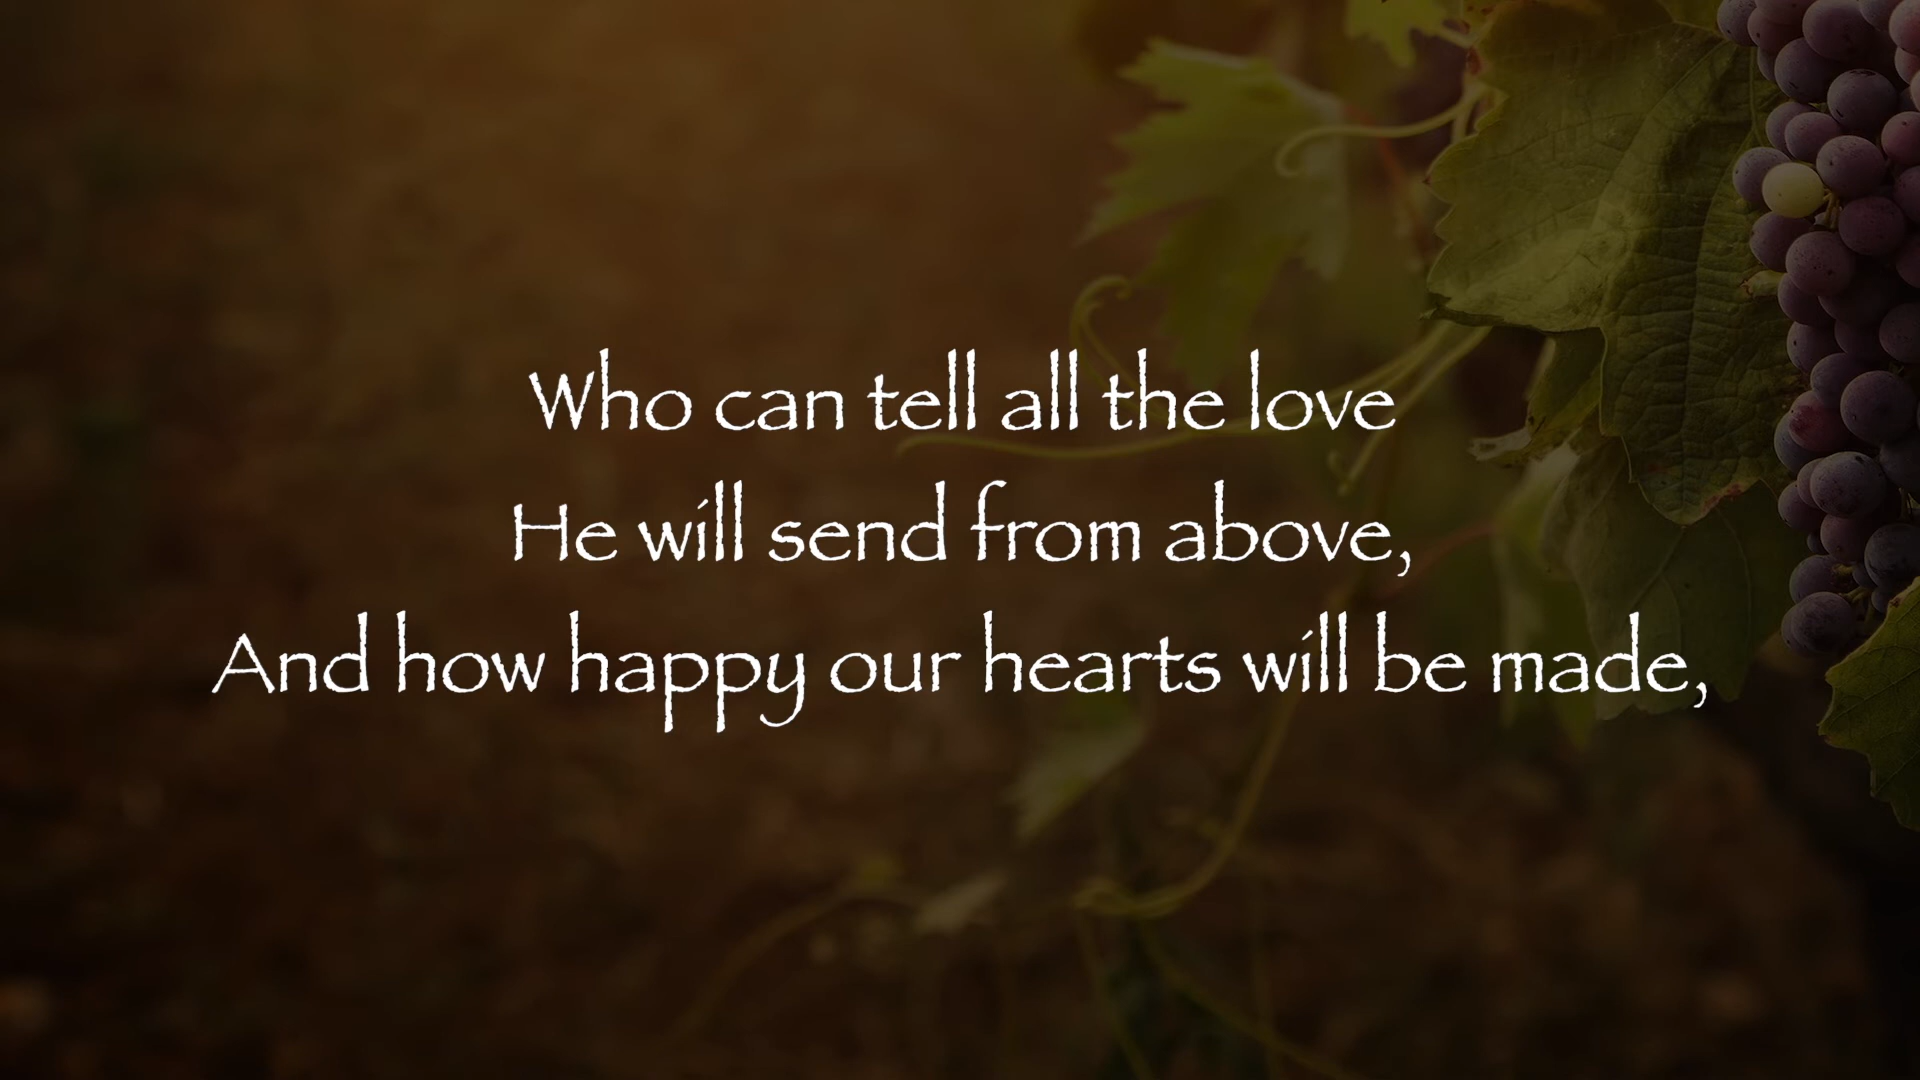 Who can tell all the love
He will send from above,
And how happy our hearts will be made,